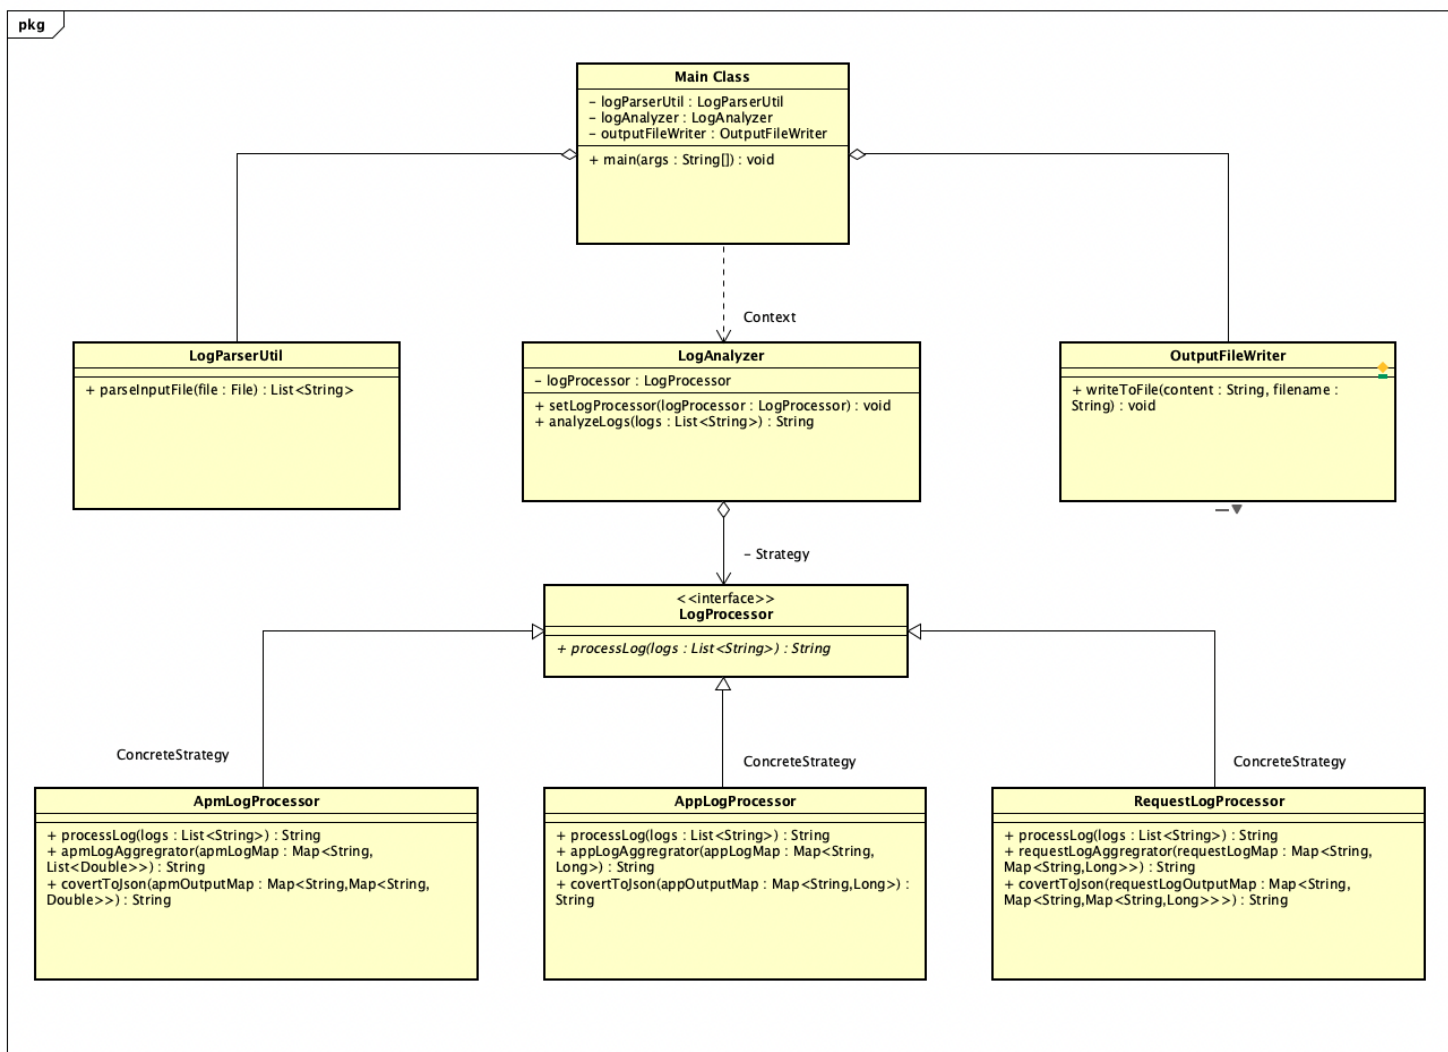 pkg
Main Class
– logParserUtil : LogParserUtil
– logAnalyzer : LogAnalyzer
– outputFileWriter : OutputFileWriter
+ main(args : String[]) : void
Context
LogParserUtil
+ parseInputFile(file : File) : List<String>
LogAnalyzer
– logProcessor : LogProcessor
+ setLogProcessor(logProcessor : LogProcessor) : void
+ analyzeLogs(logs : List<String>) : String
OutputFileWriter
+ writeToFile(content : String, filename :
String) : void
– Strategy
<<interface>>
LogProcessor
+ processLog(logs : List<String>) : String
ConcreteStrategy
ConcreteStrategy
ConcreteStrategy
ApmLogProcessor
+ processLog(logs : List<String>) : String
+ apmLogAggregrator(apmLogMap : Map<String,
List<Double>>) : String
+ covertToJson(apmOutputMap : Map<String,Map<String,
Double>>) : String
AppLogProcessor
+ processLog(logs : List<String>) : String
+ appLogAggregrator(appLogMap : Map<String,
Long>) : String
+ covertToJson(appOutputMap : Map<String,Long>) :
String
RequestLogProcessor
+ processLog(logs : List<String>) : String
+ requestLogAggregrator(requestLogMap : Map<String,
Map<String,Long>>) : String
+ covertToJson(requestLogOutputMap : Map<String,
Map<String,Map<String,Long>>>) : String